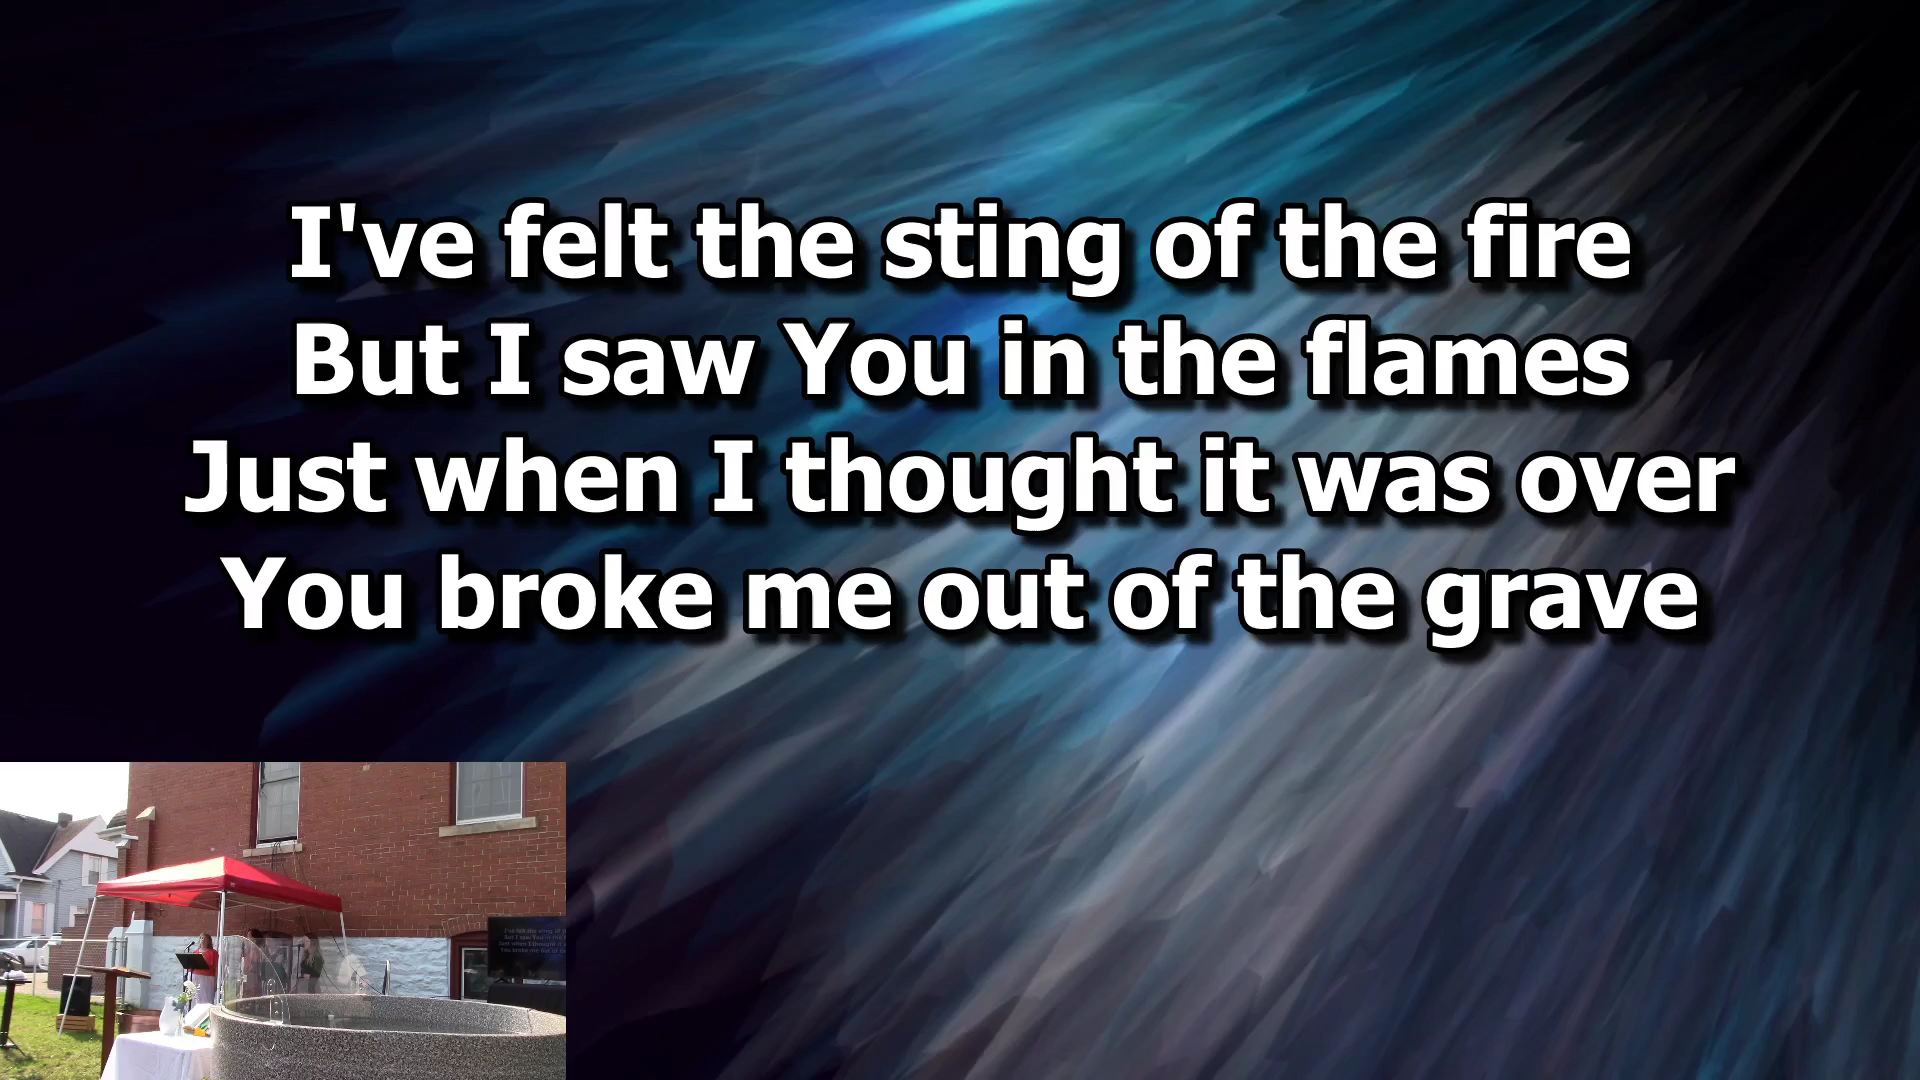 I've felt the sting of the fire
But I saw You in the flames
Just when I thought it was over
You broke me out of the grave